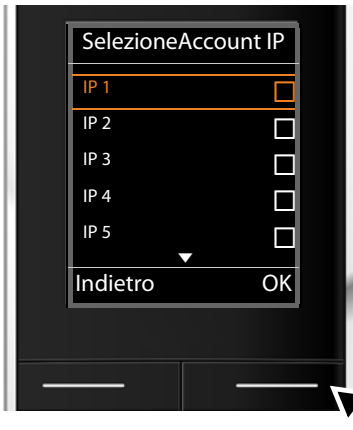 SelezioneAccount IP
IP 1
IP 2
IP 3
IP 4
IP 5
Indietro OK